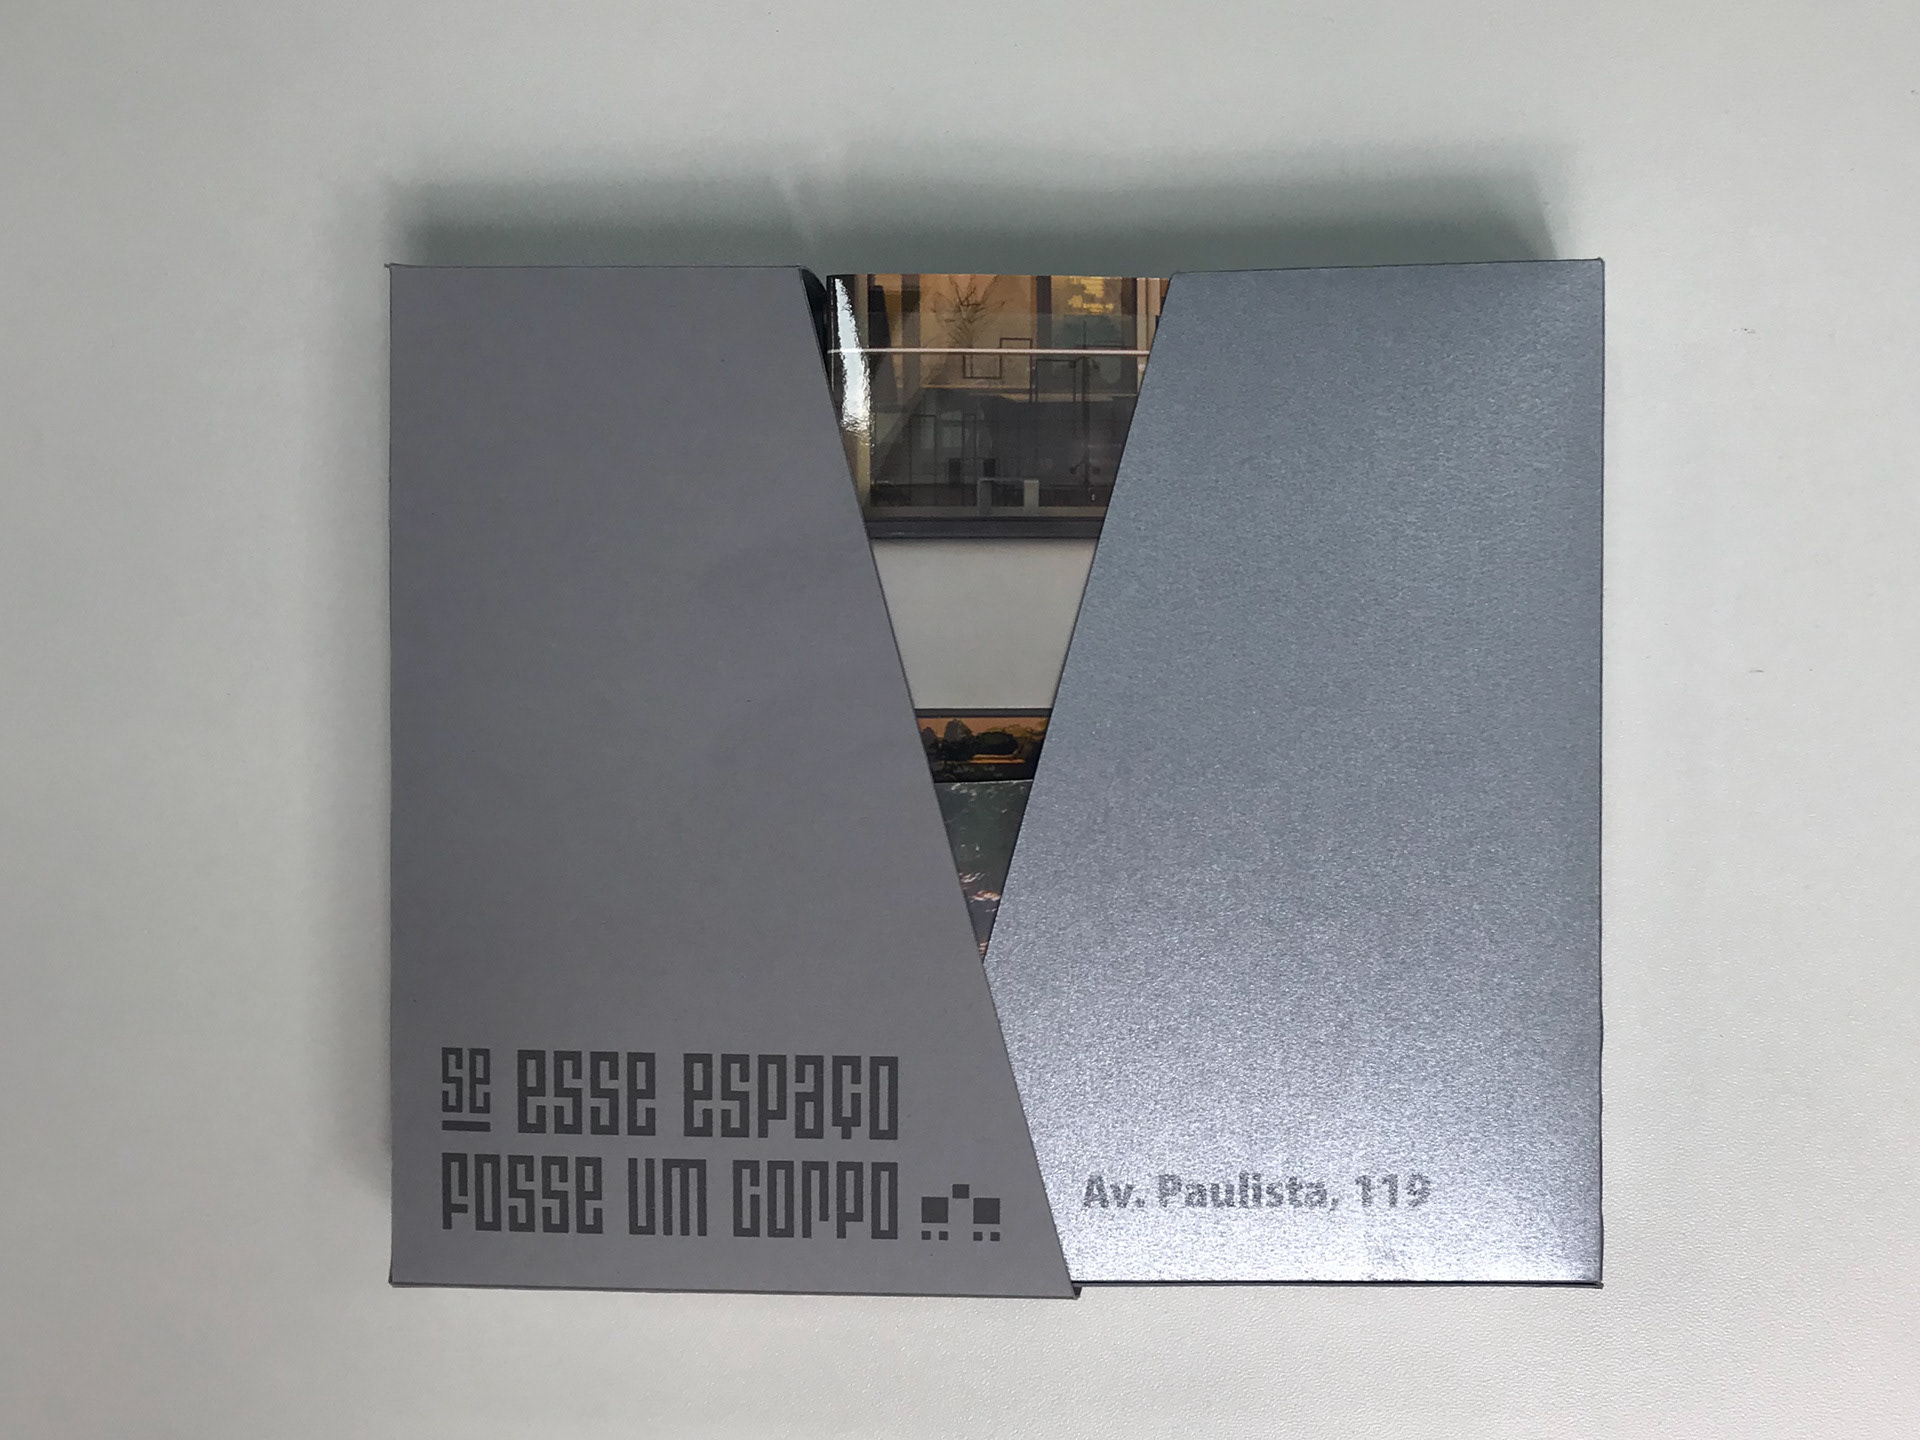 se esse espaço
fosse um corpo
Av. Paulista, 119